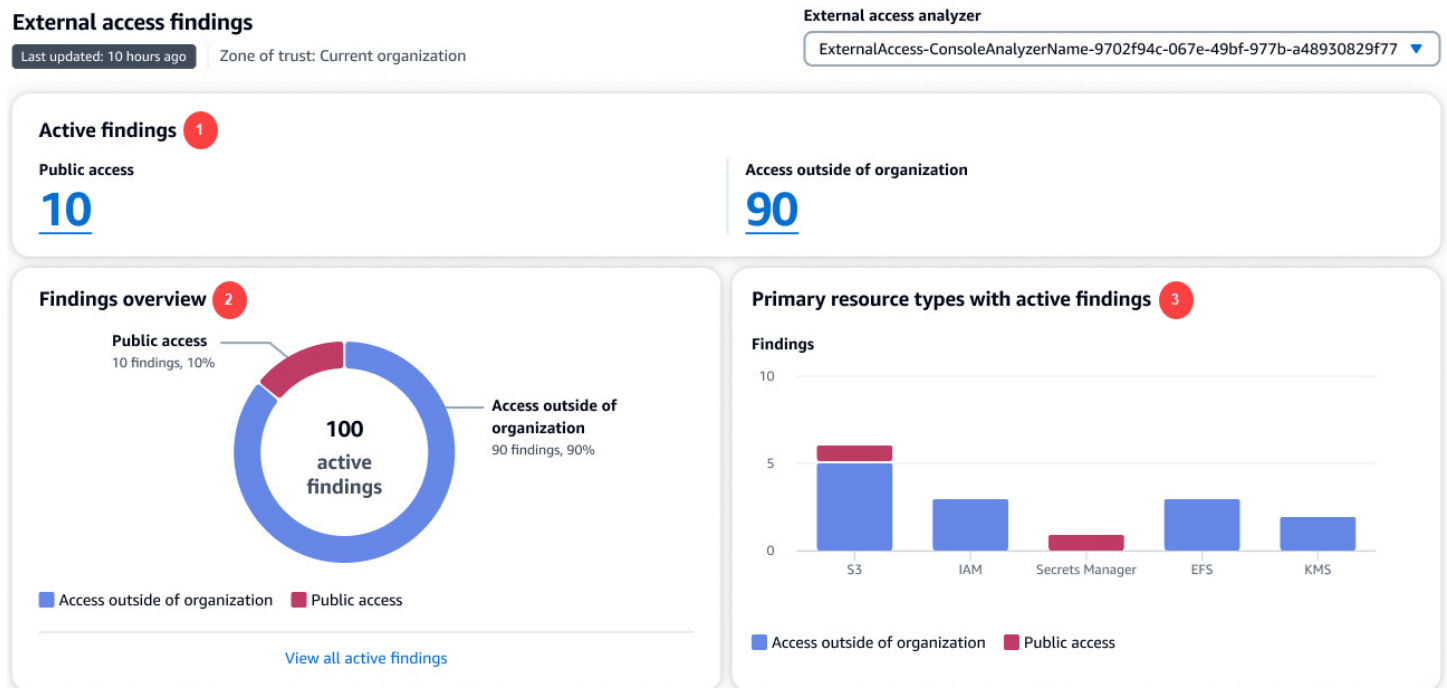 External access findings
Last updated: 10 hours ago
Zone of trust: Current organization
External access analyzer
ExternalAccess-ConsoleAnalyzerName-9702f94c-067e-49bf-977b-a48930829f77
Active findings 1
Public access
10
Access outside of organization
90
Findings overview 2
Public access
10 findings, 10%
100
active
findings
Access outside of
organization
90 findings, 90%
Access outside of organization
Public access
View all active findings
Primary resource types with active findings 3
Findings
10
5
0
S3
IAM
Secrets Manager
EFS
KMS
Access outside of organization
Public access